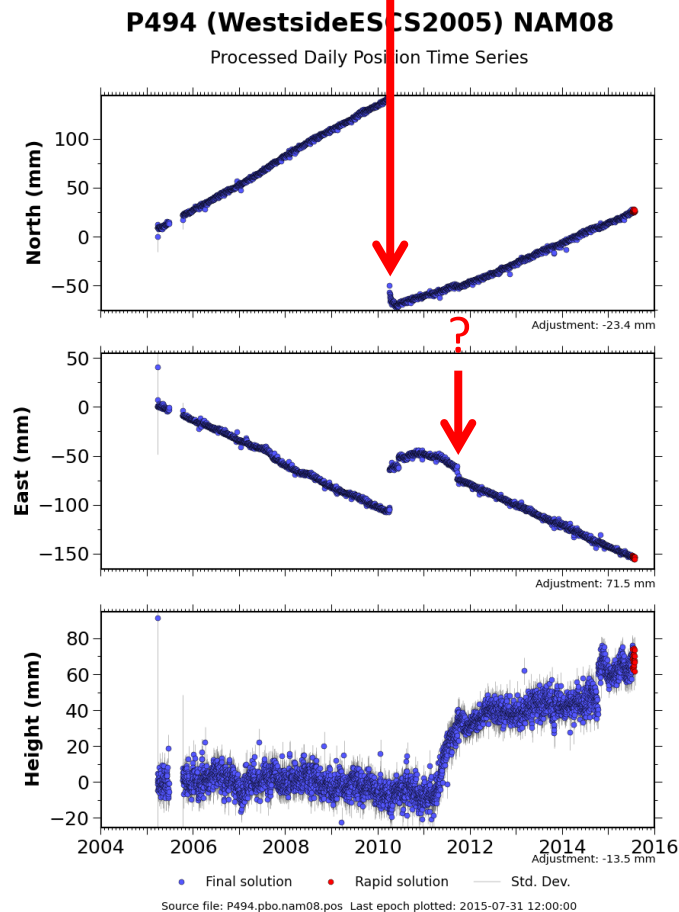 P494 (WestsideESCS2005) NAM08
Processed Daily Position Time Series
North (mm)
100
50
0
−50
Adjustment: -23.4 mm
?
East (mm)
50
0
−50
−100
−150
Adjustment: 71.5 mm
Height (mm)
80
60
40
20
0
−20
2004 2006 2008 2010 2012 2014 2016
Adjustment: -13.5 mm
Final solution Rapid solution Std. Dev.
Source file: P494.pbo.nam08.pos Last epoch plotted: 2015-07-31 12:00:00